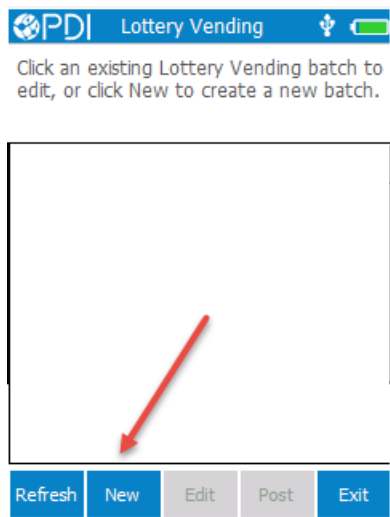 PDI Lottery Vending
Click an existing Lottery Vending batch to
edit, or click New to create a new batch.
Refresh New Edit Post Exit